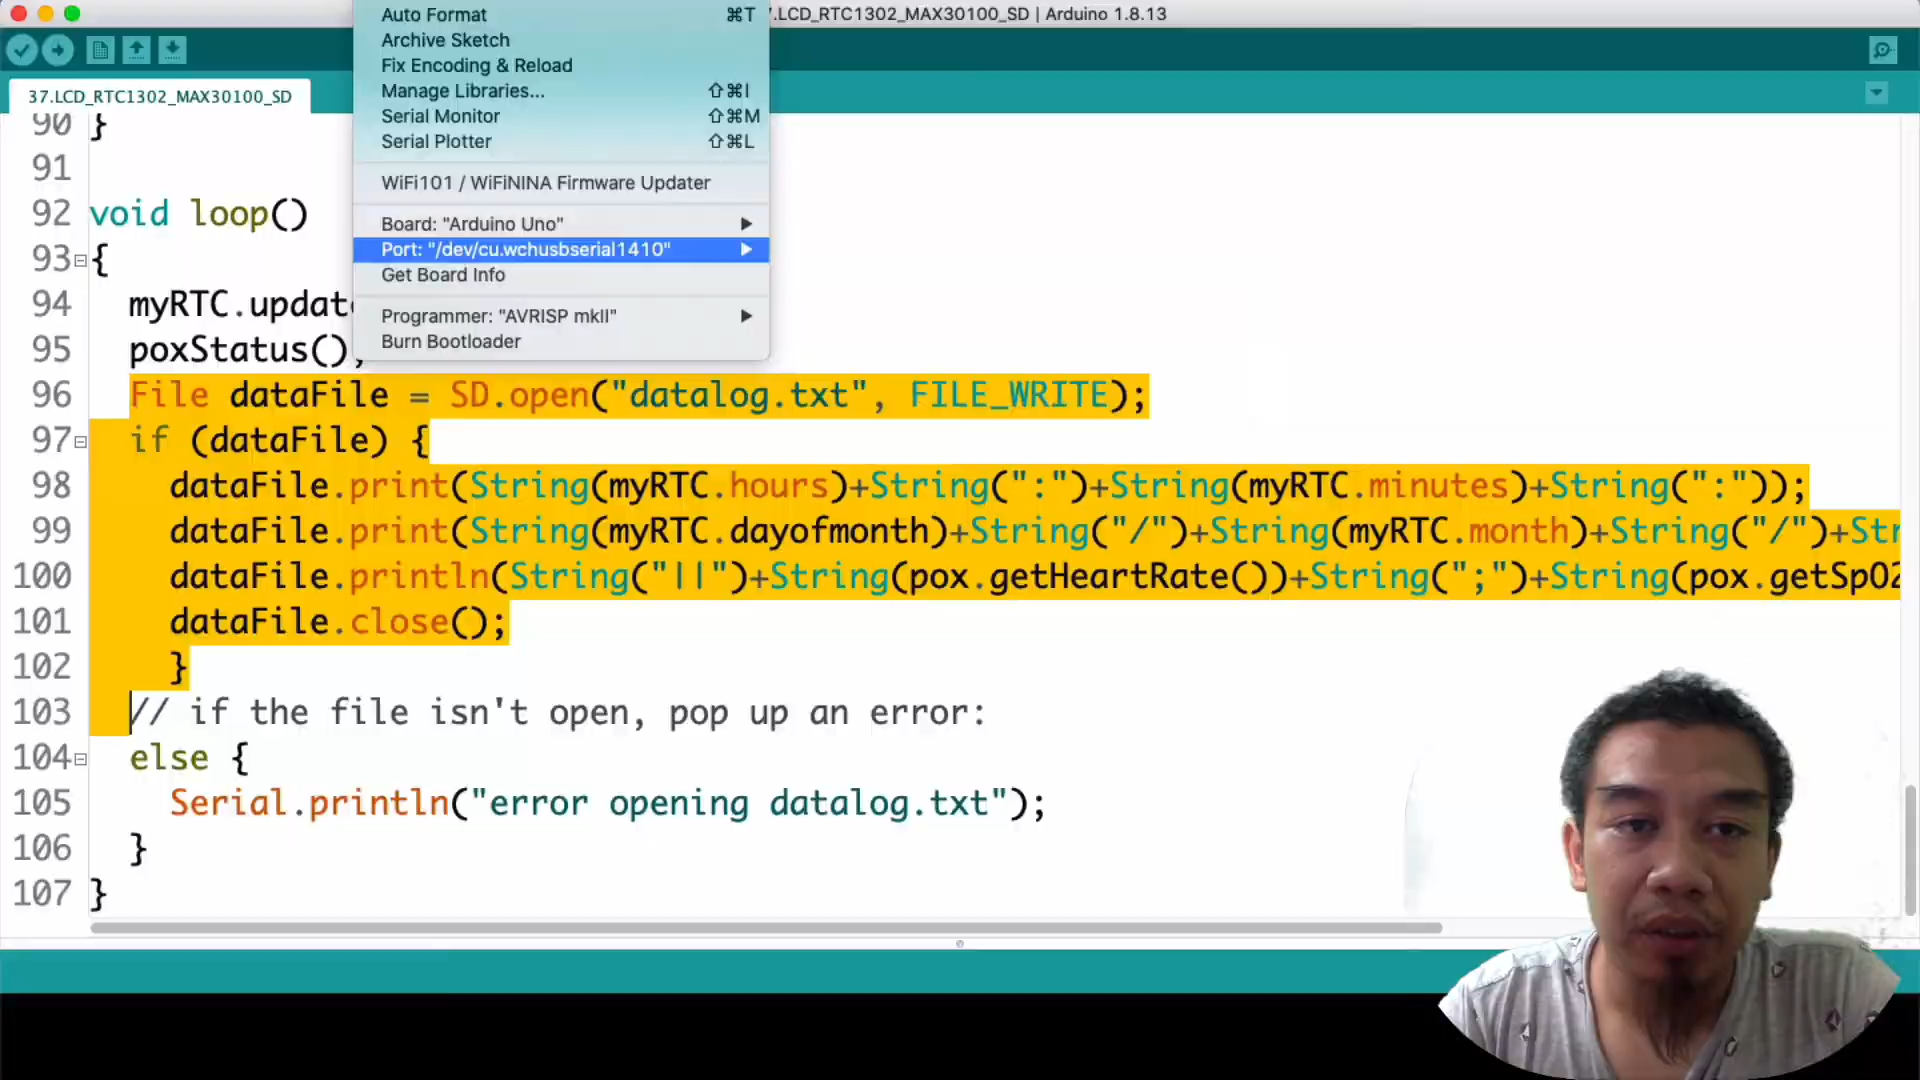 .LCD_RTC1302_MAX30100_SD | Arduino 1.8.13
Auto Format ⌘T
Archive Sketch
Fix Encoding & Reload
Manage Libraries... ⇧⌘I
Serial Monitor ⇧⌘M
Serial Plotter ⇧⌘L
WiFi101 / WiFiNINA Firmware Updater
Board: "Arduino Uno"
Port: "/dev/cu.wchusbserial1410"
Get Board Info
Programmer: "AVRISP mkII"
Burn Bootloader
37.LCD_RTC1302_MAX30100_SD
90 }
91
92 void loop()
93 {
94 myRTC.updat
95 poxStatus();
96 File dataFile = SD.open("datalog.txt", FILE_WRITE);
97 if (dataFile) {
98 dataFile.print(String(myRTC.hours)+String(":")+String(myRTC.minutes)+String(":"));
99 dataFile.print(String(myRTC.dayofmonth)+String("/")+String(myRTC.month)+String("/")+Str
100 dataFile.println(String("||")+String(pox.getHeartRate())+String(";")+String(pox.getSpO2
101 dataFile.close();
102 }
103 // if the file isn't open, pop up an error:
104 else {
105 Serial.println("error opening datalog.txt");
106 }
107 }